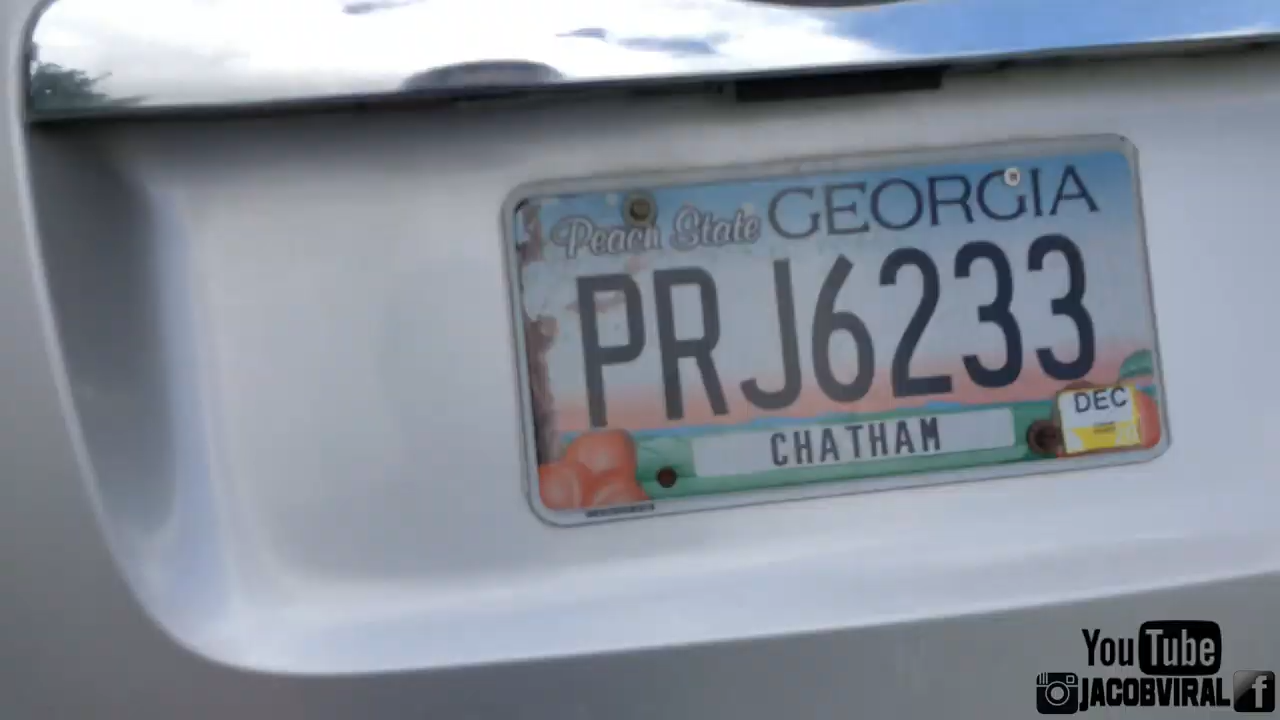 Peach State GEORGIA
PRJ6233
CHATHAM
DEC
YouTube
JACOBVIRAL f